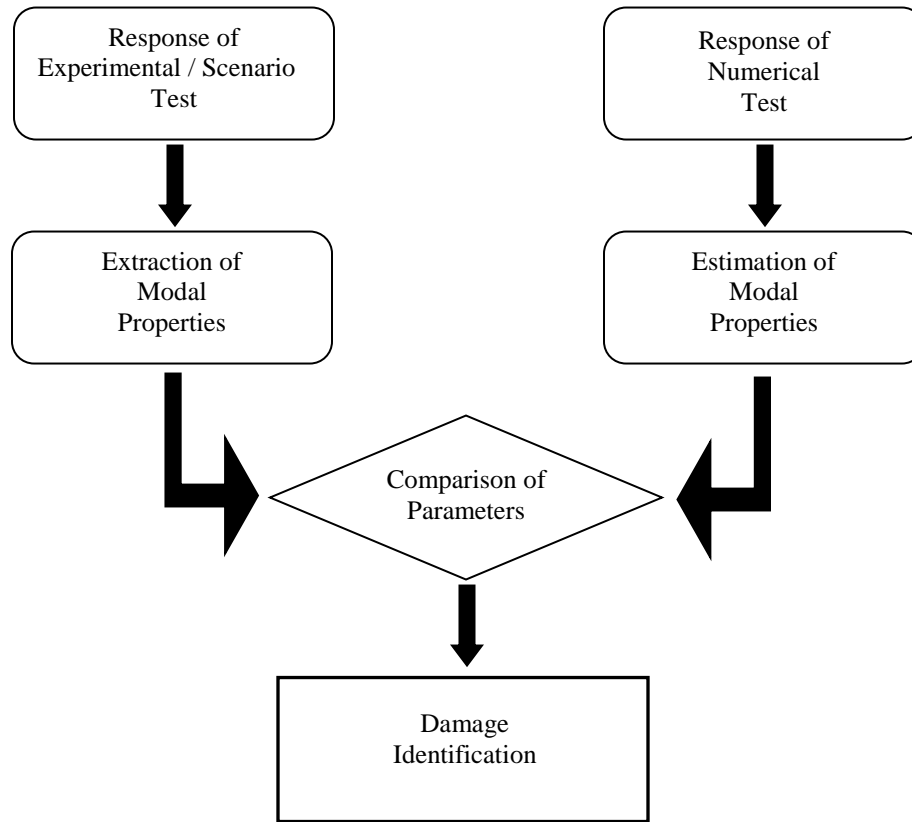 Response of
Experimental / Scenario
Test
Response of
Numerical
Test
Extraction of
Modal
Properties
Estimation of
Modal
Properties
Comparison of
Parameters
Damage
Identification